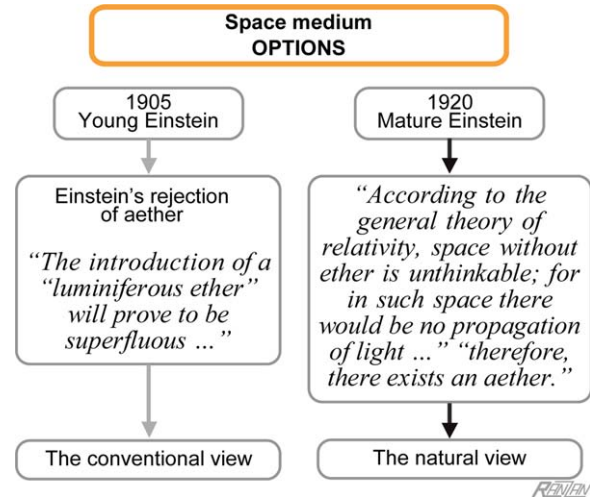 Space medium
OPTIONS
1905
Young Einstein
Einstein's rejection
of aether
“The introduction of a
“luminiferous ether”
will prove to be
superfluous ...”
The conventional view
1920
Mature Einstein
“According to the
general theory of
relativity, space without
ether is unthinkable; for
in such space there
would be no propagation
of light ...” “therefore,
there exists an aether.”
The natural view
RANZAN